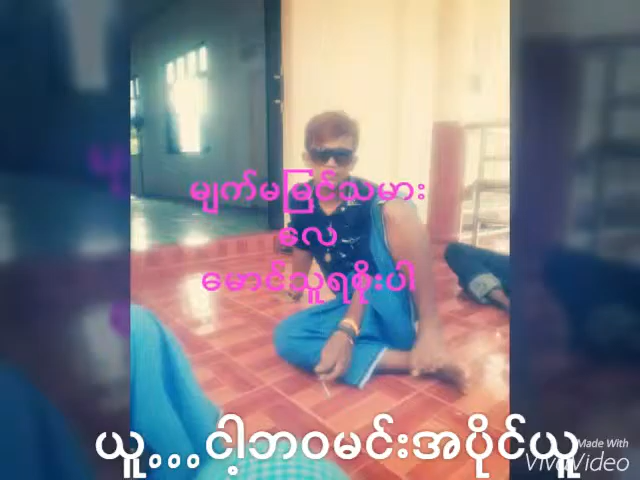 မျက်မမြင်သမား
လေ
မောင်သူရစိုးပါ
ယူ...ငါ့ဘဝမင်းအပိုင်ယူ
Made With
VivaVideo